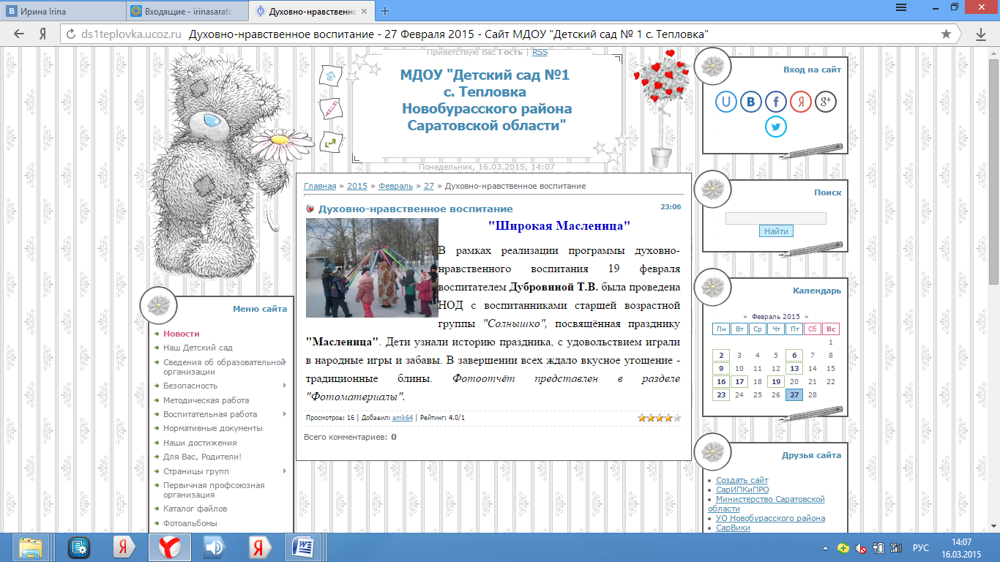 Ирина Irina
Входящие - irinasarato
Духовно-нравственно
ds1teplovka.ucoz.ru Духовно-нравственное воспитание - 27 Февраля 2015 - Сайт МДОУ "Детский сад № 1 с. Тепловка"
Приветствую Вас Гость | RSS
МДОУ "Детский сад №1
с. Тепловка
Новобурасского района
Саратовской области"
Понедельник, 16.03.2015, 14:07
Меню сайта
Новости
Наш Детский сад
Сведения об образовательной
организации
Безопасность
Методическая работа
Воспитательная работа
Нормативные документы
Наши достижения
Для Вас, Родители!
Страницы групп
Первичная профсоюзная
организация
Каталог файлов
Фотоальбомы
Главная » 2015 » Февраль » 27 » Духовно-нравственное воспитание
Духовно-нравственное воспитание 23:06
"Широкая Масленица"
В рамках реализации программы духовно-
нравственного воспитания 19 февраля
воспитателем Дубровиной Т.В. была проведена
НОД с воспитанниками старшей возрастной
группы "Солнышко", посвящённая празднику
"Масленица". Дети узнали историю праздника, с удовольствием играли
в народные игры и забавы. В завершении всех ждало вкусное угощение -
традиционные блины. Фотоотчёт представлен в разделе
"Фотоматериалы".
Просмотров: 16 | Добавил: amk64 | Рейтинг: 4.0/1
Всего комментариев: 0
Вход на сайт
Поиск
Найти
Календарь
« Февраль 2015 »
Пн Вт Ср Чт Пт Сб Вс
1
2 3 4 5 6 7 8
9 10 11 12 13 14 15
16 17 18 19 20 21 22
23 24 25 26 27 28
Друзья сайта
Создать сайт
СарИПКиПРО
Министерство Саратовской
области
УО Новобурасского района
СарВики
РУС
14:07
16.03.2015